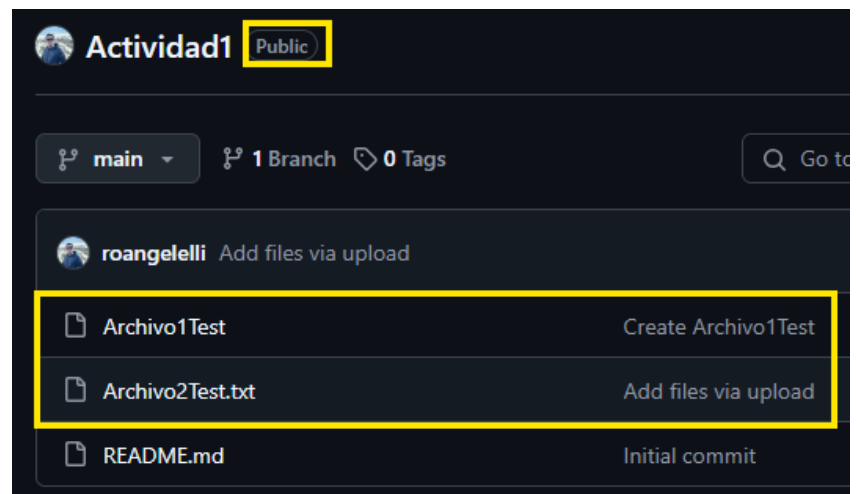 Actividad1 Public
main 1 Branch 0 Tags Go to
roangelelli Add files via upload
Archivo1Test Create Archivo1Test
Archivo2Test.txt Add files via upload
README.md Initial commit